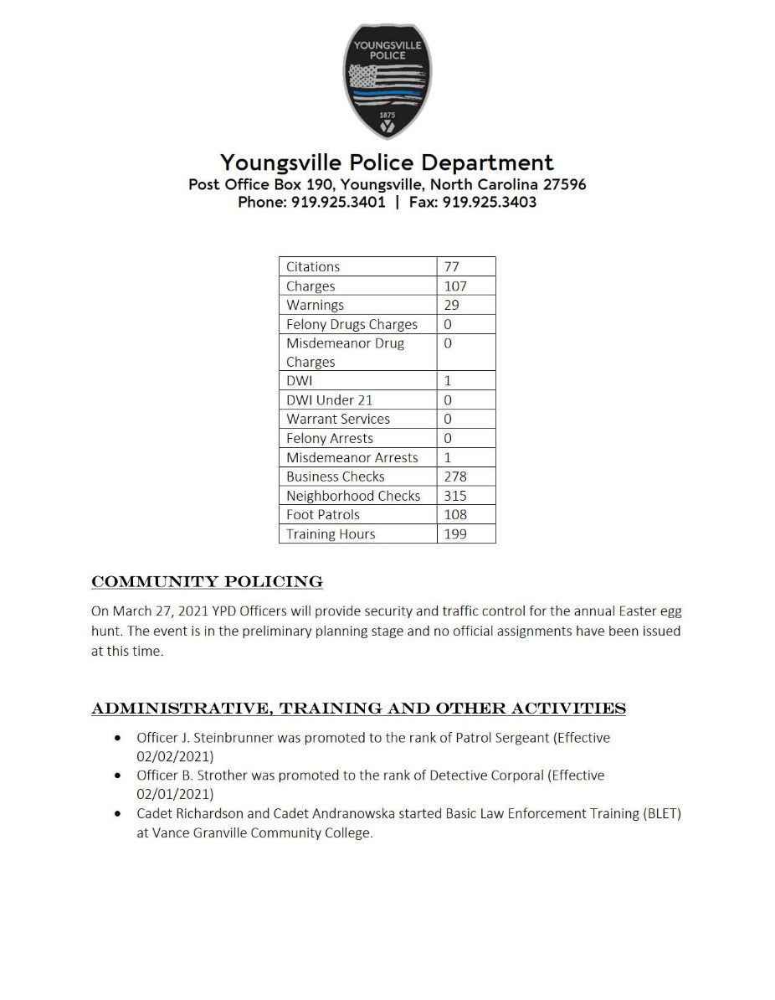 YOUNGSVILLE
POLICE
1875
Youngsville Police Department
Post Office Box 190, Youngsville, North Carolina 27596
Phone: 919.925.3401 | Fax: 919.925.3403
Citations 77
Charges 107
Warnings 29
Felony Drugs Charges 0
Misdemeanor Drug 0
Charges
DWI 1
DWI Under 21 0
Warrant Services 0
Felony Arrests 0
Misdemeanor Arrests 1
Business Checks 278
Neighborhood Checks 315
Foot Patrols 108
Training Hours 199
COMMUNITY POLICING
On March 27, 2021 YPD Officers will provide security and traffic control for the annual Easter egg
hunt. The event is in the preliminary planning stage and no official assignments have been issued
at this time.
ADMINISTRATIVE, TRAINING AND OTHER ACTIVITIES
• Officer J. Steinbrunner was promoted to the rank of Patrol Sergeant (Effective
02/02/2021)
• Officer B. Strother was promoted to the rank of Detective Corporal (Effective
02/01/2021)
• Cadet Richardson and Cadet Andranowska started Basic Law Enforcement Training (BLET)
at Vance Granville Community College.